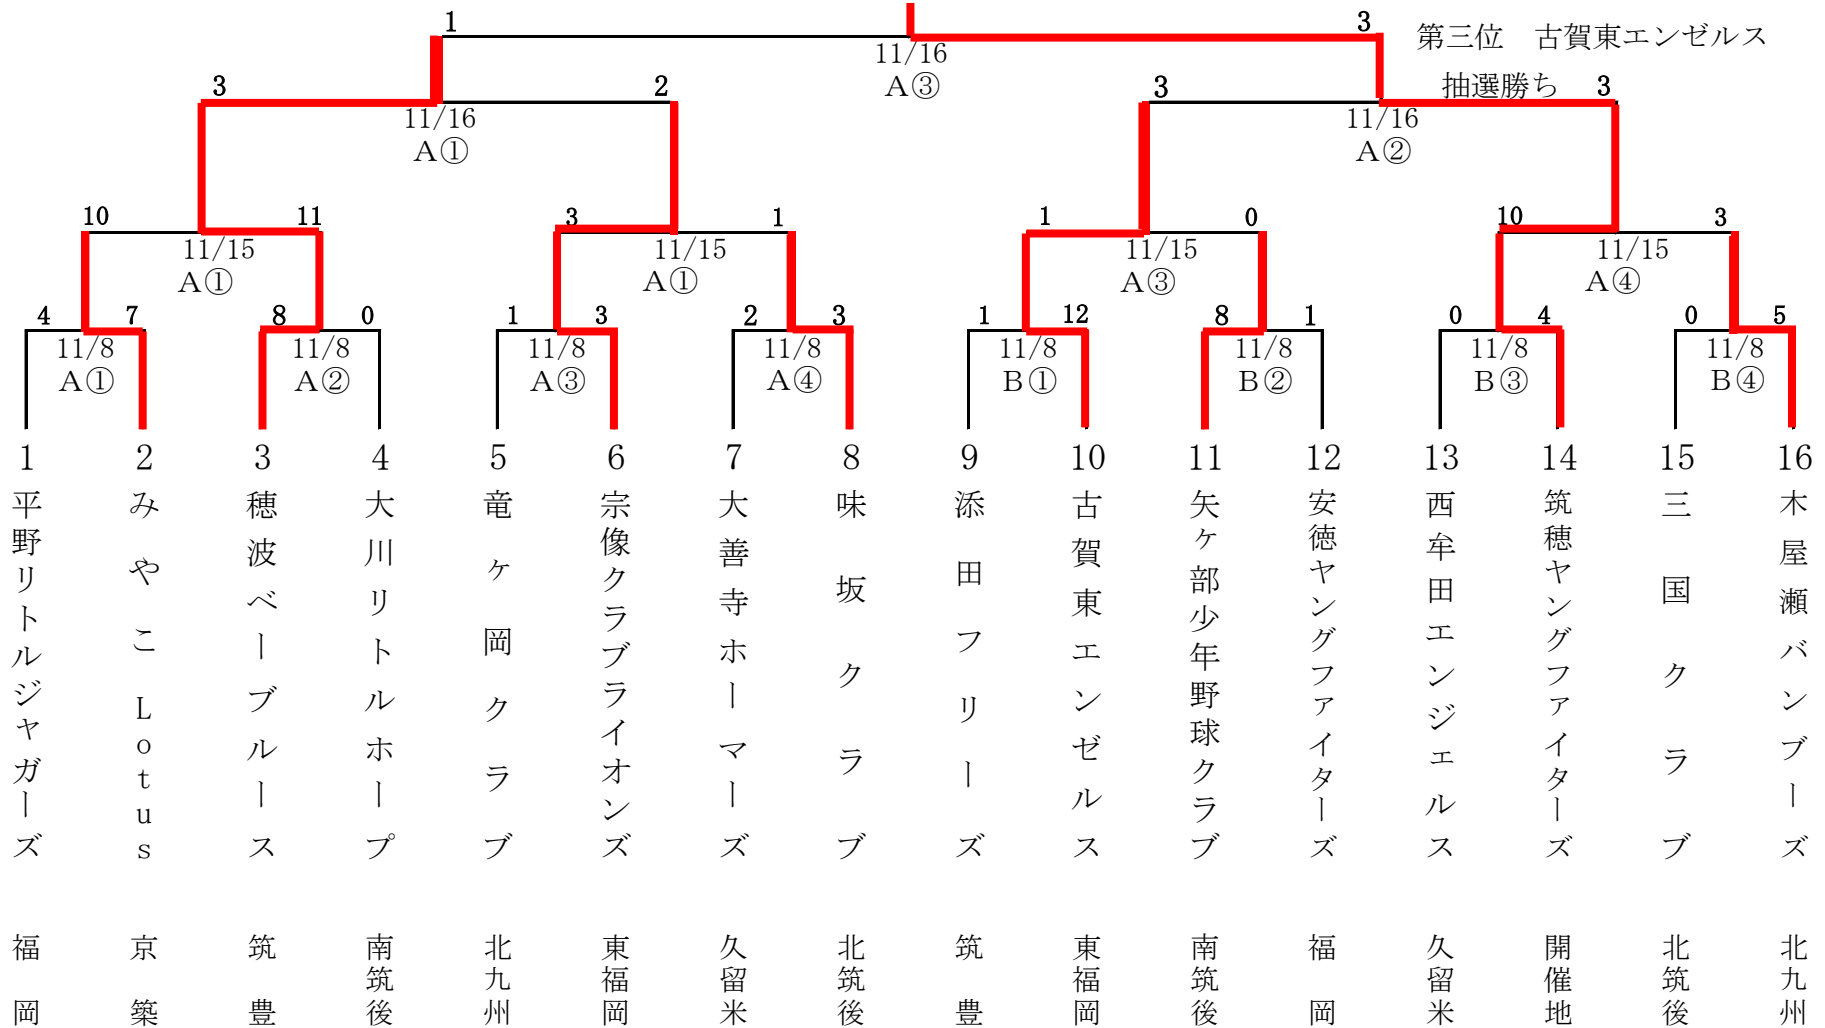 1
3
第三位　古賀東エンゼルス
11/16
A③
3
2
3
抽選勝ち
3
11/16
A①
11/16
A②
10
11
3
1
1
0
10
3
11/15
A①
11/15
A①
11/15
A③
11/15
A④
4
7
8
0
1
3
2
3
1
12
8
1
0
4
0
5
11/8
A①
11/8
A②
11/8
A③
11/8
A④
11/8
B①
11/8
B②
11/8
B③
11/8
B④
1
平野リトルジャガーズ
福岡
2
みやこLotus
京築
3
穂波ベーブルース
筑豊
4
大川リトルホープ
南筑後
5
竜ヶ岡クラブ
北九州
6
宗像クラブライオンズ
東福岡
7
大善寺ホーマーズ
久留米
8
味坂クラブ
北筑後
9
添田フリーズ
筑豊
10
古賀東エンゼルス
東福岡
11
矢ケ部少年野球クラブ
南筑後
12
安徳ヤングファイターズ
福岡
13
西牟田エンジェルス
久留米
14
筑穂ヤングファイターズ
開催地
15
三国クラブ
北筑後
16
木屋瀬バンブーズ
北九州